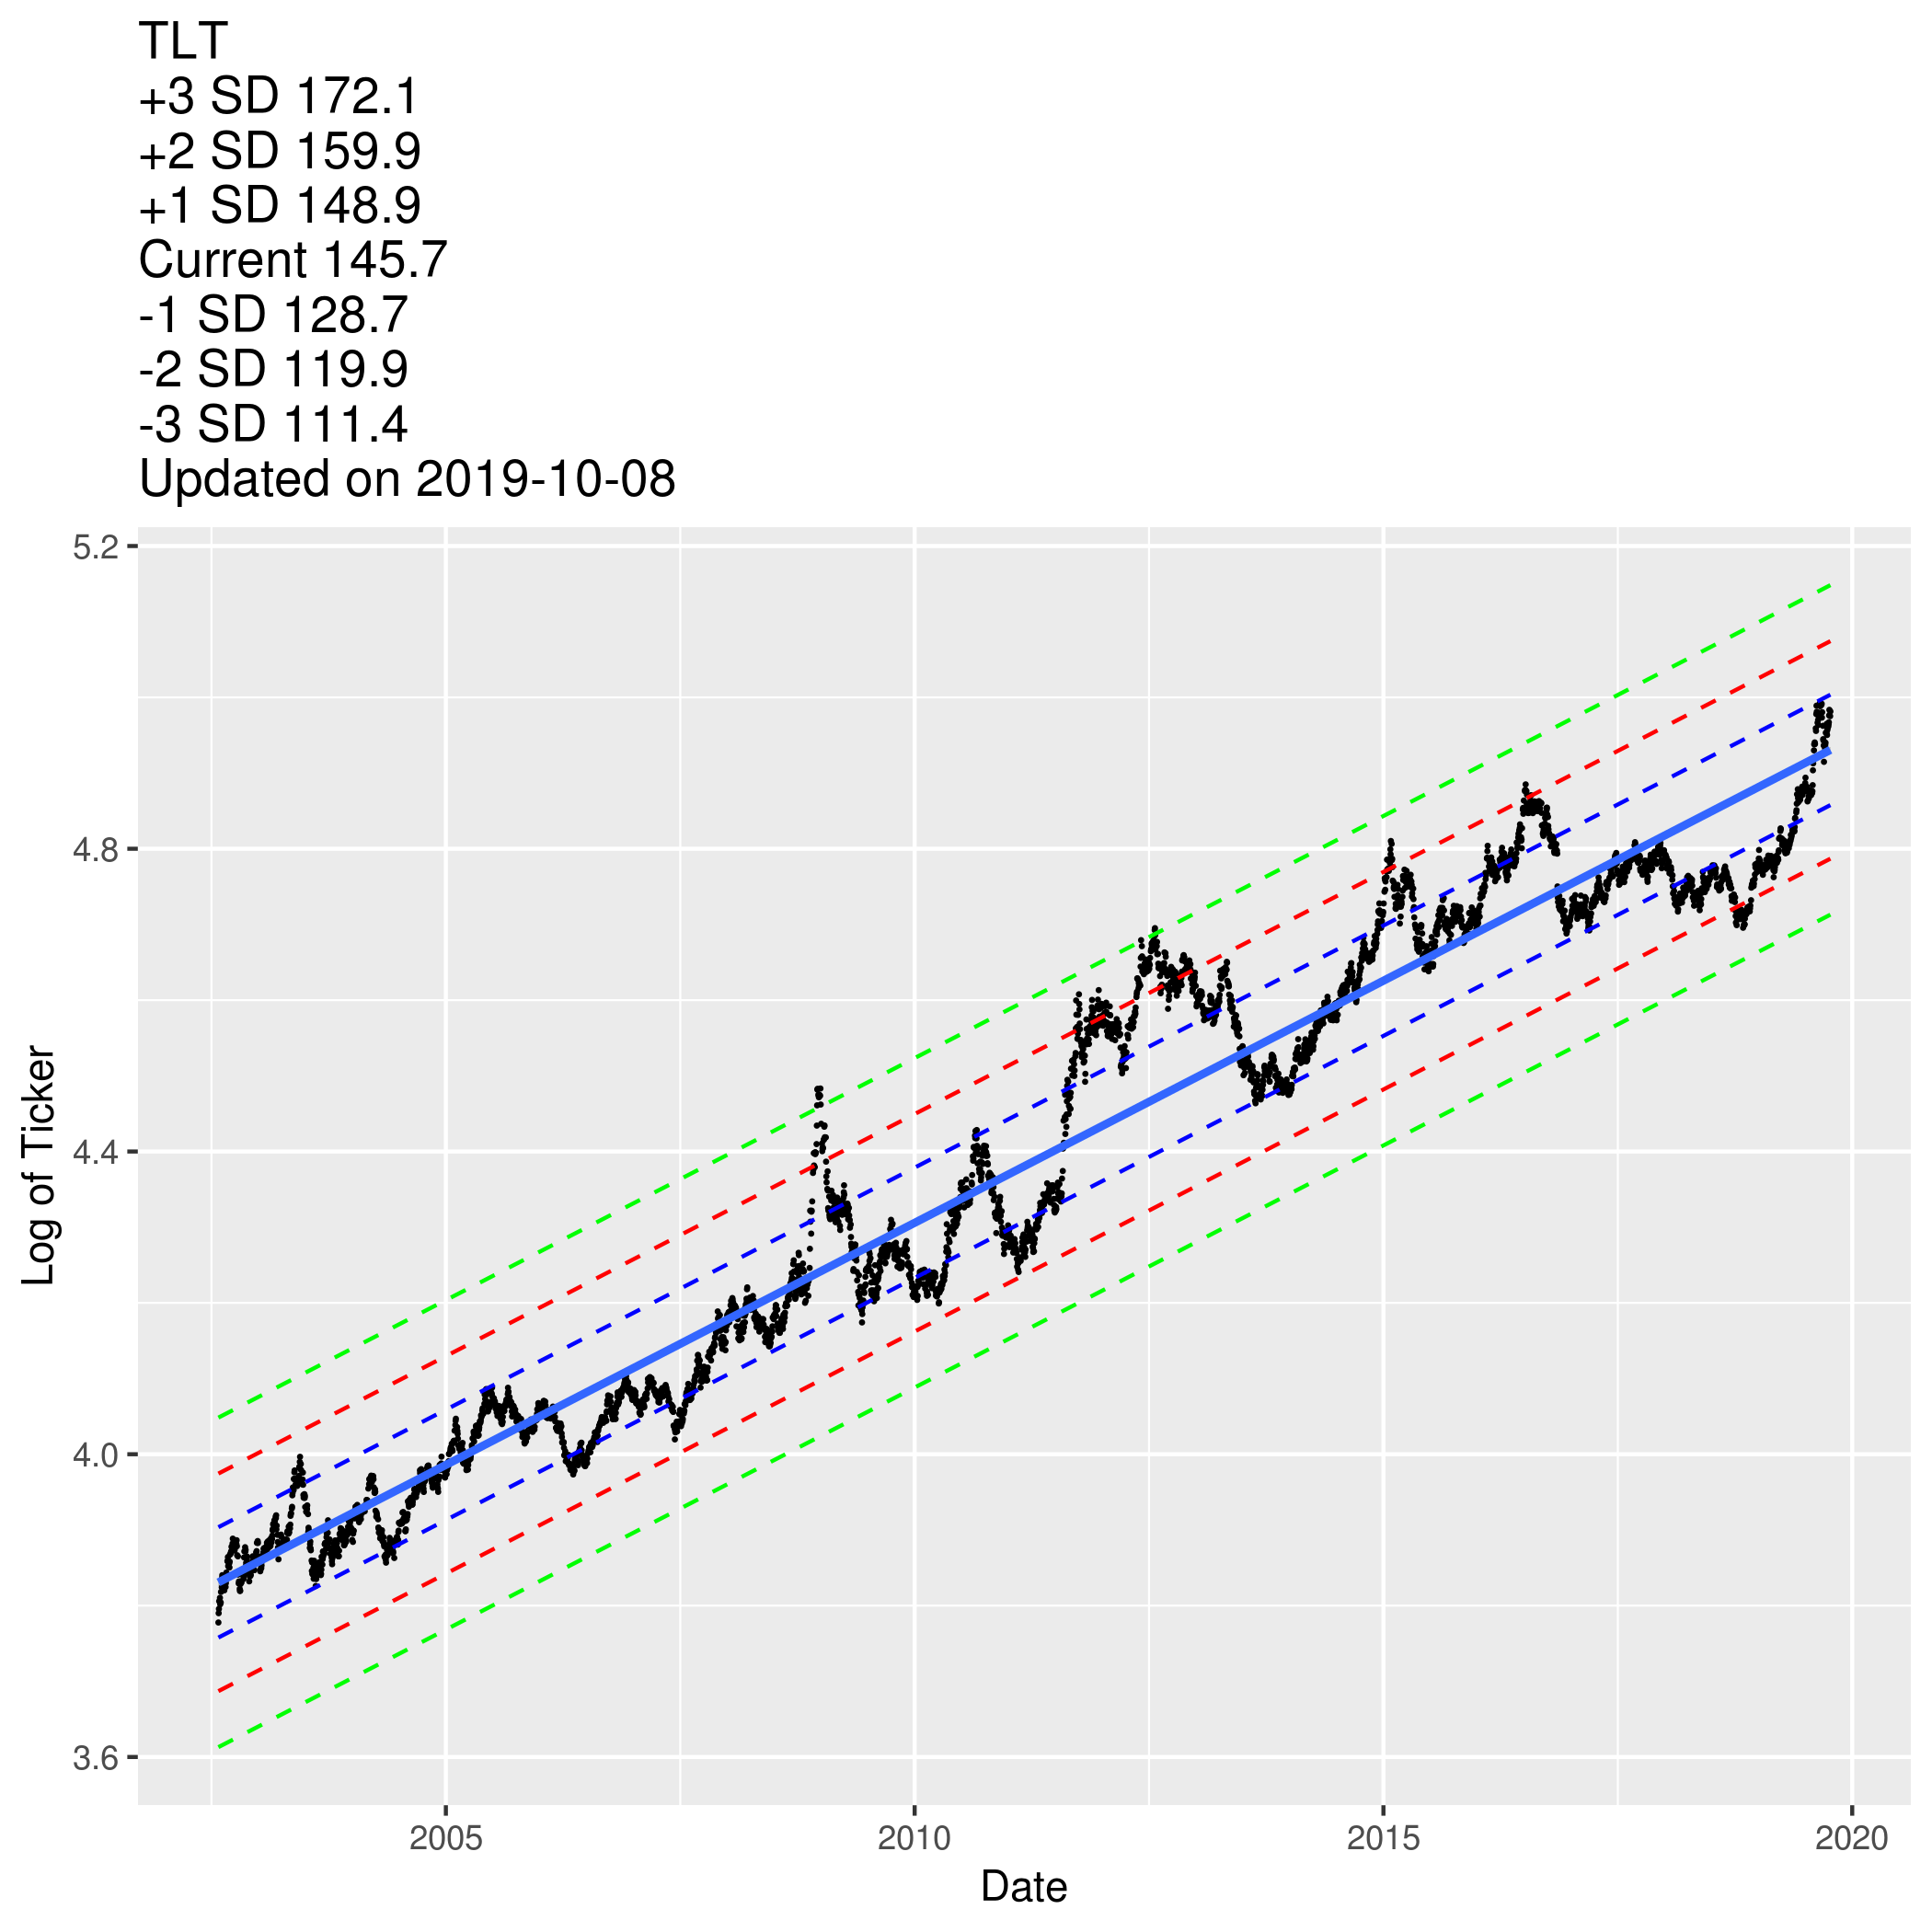 TLT
+3 SD 172.1
+2 SD 159.9
+1 SD 148.9
Current 145.7
-1 SD 128.7
-2 SD 119.9
-3 SD 111.4
Updated on 2019-10-08
5.2
4.8
4.4
4.0
3.6
Log of Ticker
2005 2010 2015 2020
Date